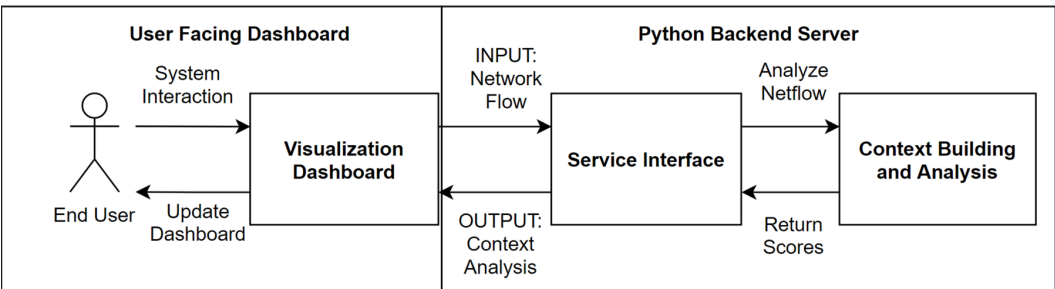 User Facing Dashboard
System
Interaction
End User
Update
Dashboard
Visualization
Dashboard
Python Backend Server
INPUT:
Network
Flow
OUTPUT:
Context
Analysis
Service Interface
Analyze
Netflow
Return
Scores
Context Building
and Analysis